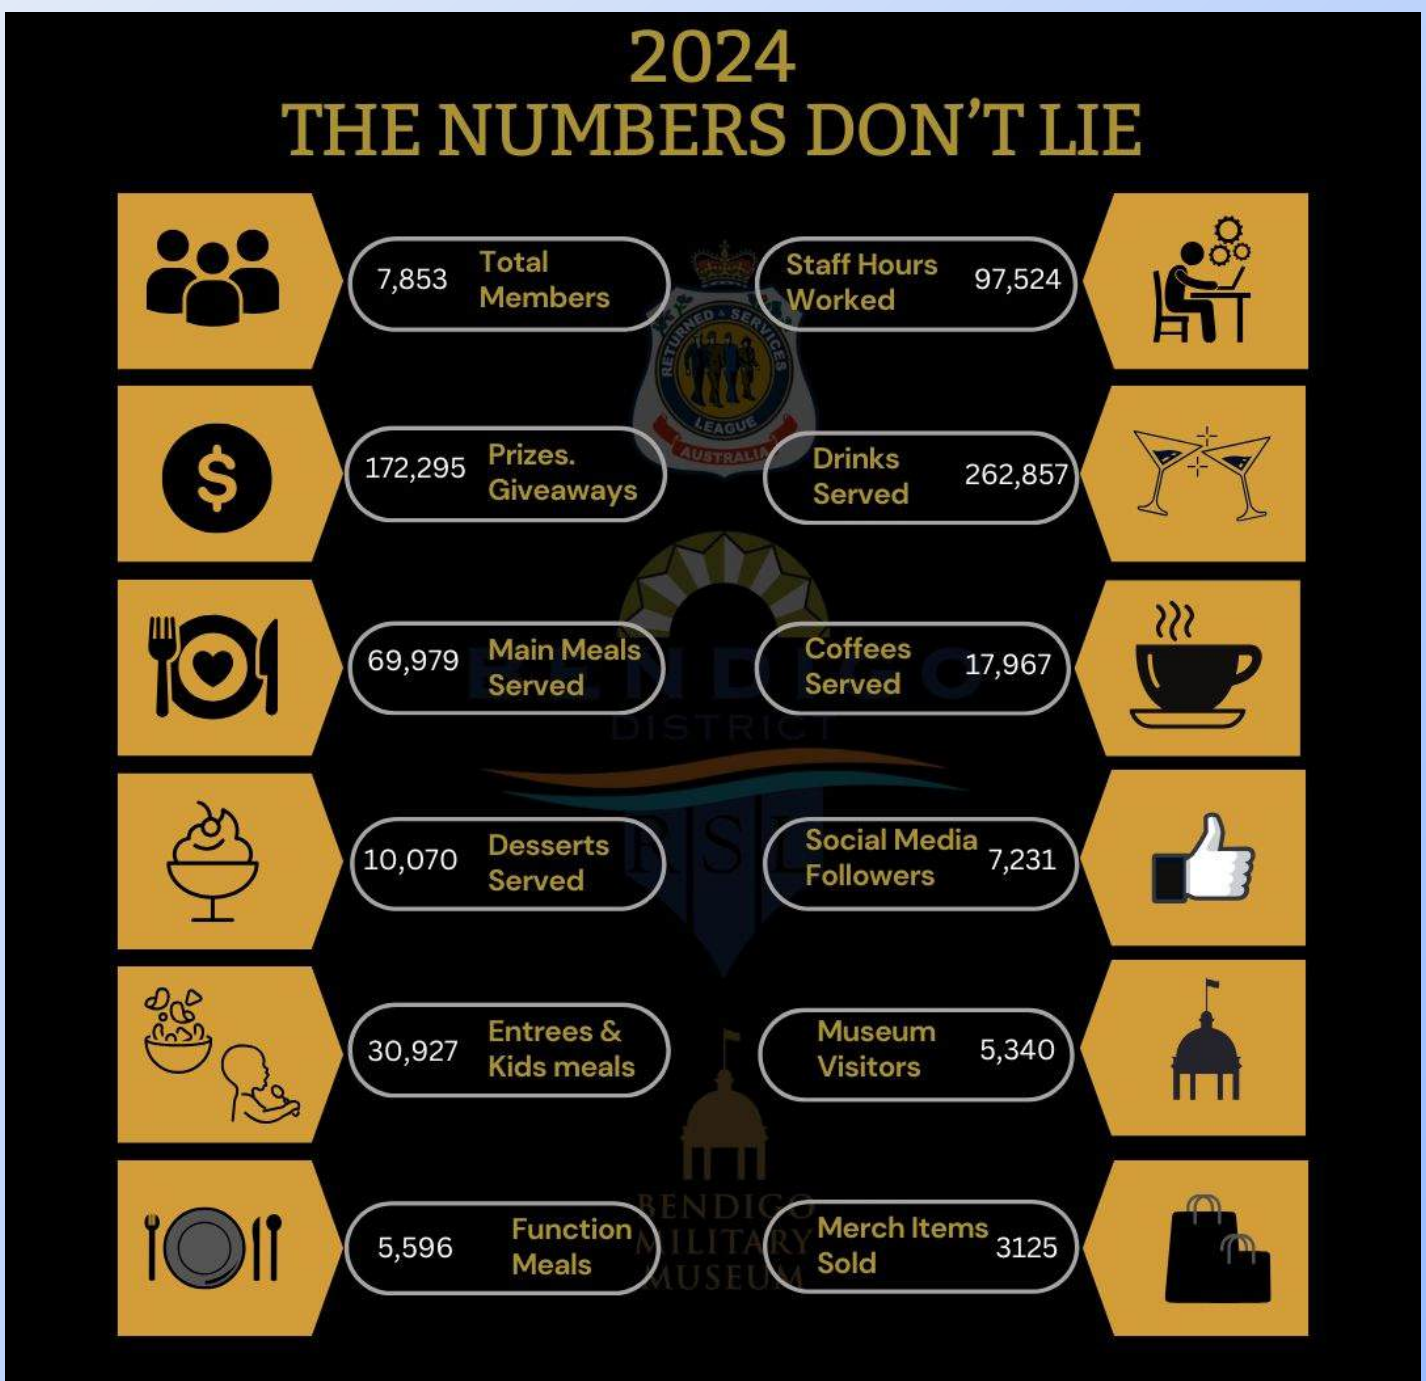 2024
THE NUMBERS DON'T LIE
7,853
Total
Members
Staff Hours
Worked
97,524
172,295
Prizes.
Giveaways
Drinks
Served
262,857
69,979
Main Meals
Served
Coffees
Served
17,967
10,070
Desserts
Served
Social Media
Followers
7,231
30,927
Entrees &
Kids meals
Museum
Visitors
5,340
5,596
Function
Meals
Merch Items
Sold
3125
RETURNED & SERVICES
LEAGUE
AUSTRALIA
BENDIGO
DISTRICT
RSL
BENDIGO
MILITARY
MUSEUM